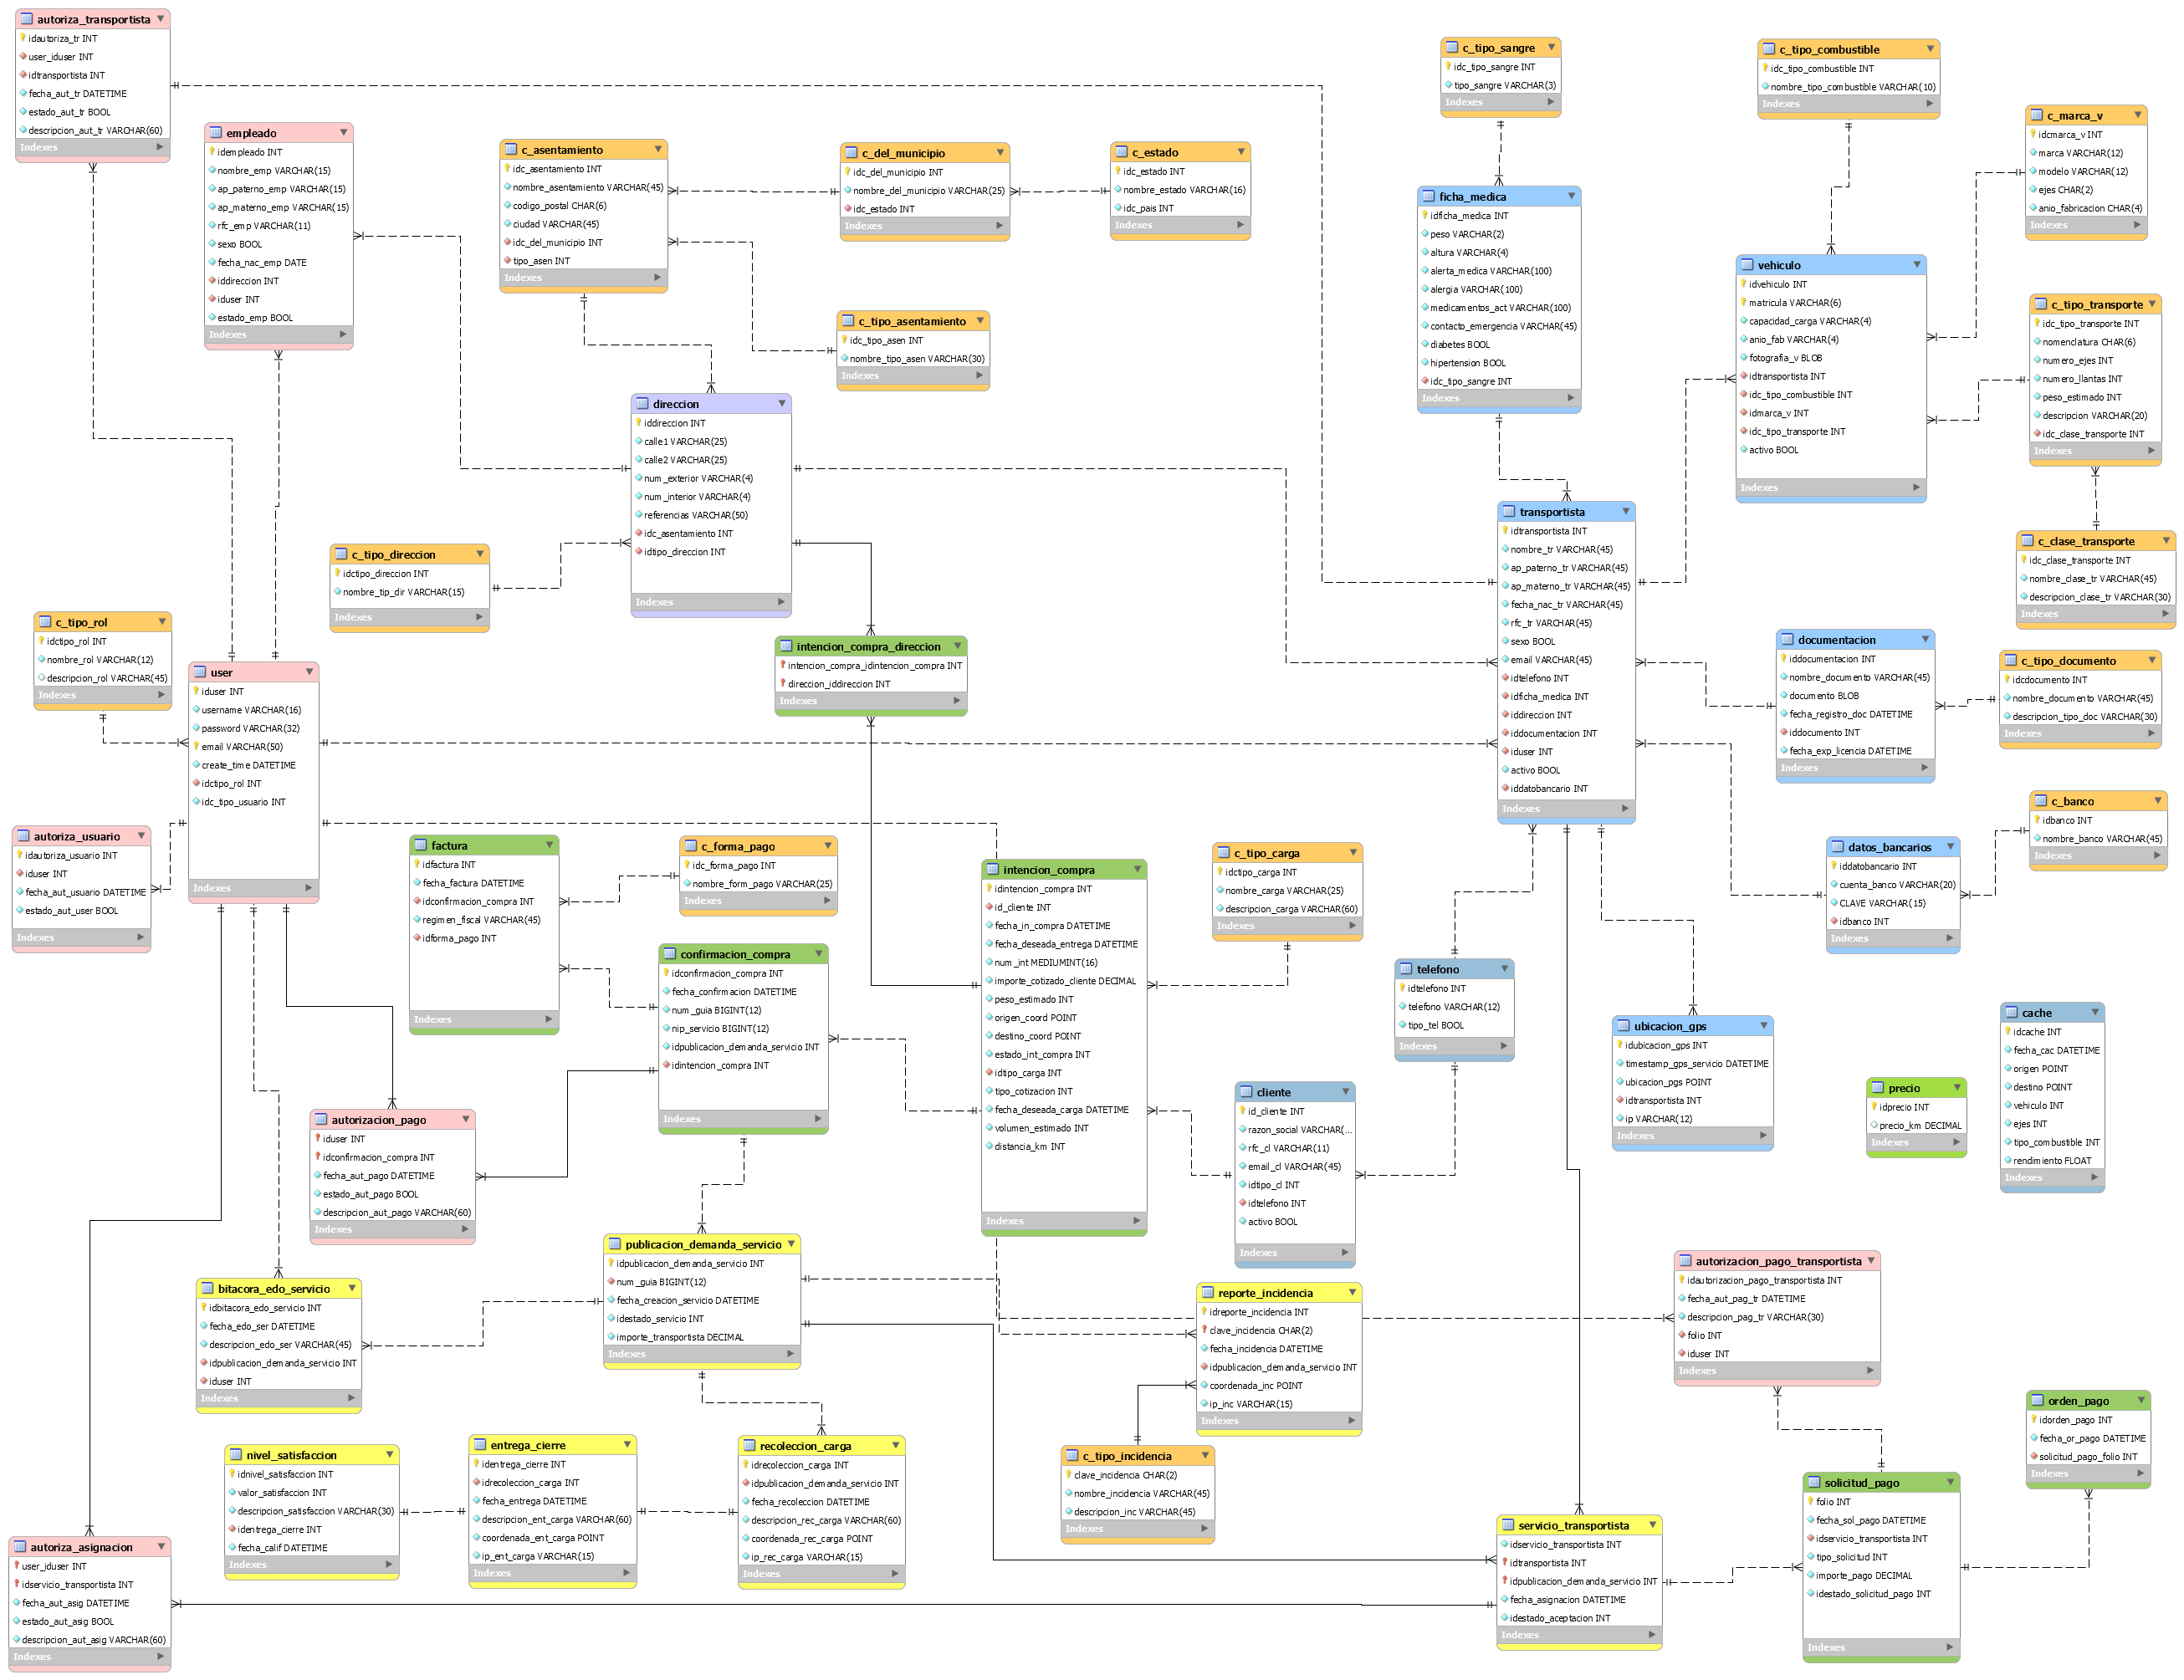 autoriza_transportista
idautoriza_tr INT
user_iduser INT
idtransportista INT
fecha_aut_tr DATETIME
estado_aut_tr BOOL
descripcion_aut_tr VARCHAR(60)
Indexes
empleado
idempleado INT
nombre_emp VARCHAR(15)
ap_paterno_emp VARCHAR(15)
ap_materno_emp VARCHAR(15)
rfc_emp VARCHAR(11)
sexo BOOL
fecha_nac_emp DATE
iddireccion INT
iduser INT
estado_emp BOOL
Indexes
c_asentamiento
idc_asentamiento INT
nombre_asentamiento VARCHAR(45)
codigo_postal CHAR(6)
ciudad VARCHAR(45)
idc_del_municipio INT
tipo_asen INT
Indexes
c_del_municipio
idc_del_municipio INT
nombre_del_municipio VARCHAR(25)
idc_estado INT
Indexes
c_estado
idc_estado INT
nombre_estado VARCHAR(16)
idc_pais INT
Indexes
c_tipo_asentamiento
idc_tipo_asen INT
nombre_tipo_asen VARCHAR(30)
Indexes
c_tipo_sangre
idc_tipo_sangre INT
tipo_sangre VARCHAR(3)
Indexes
c_tipo_combustible
idc_tipo_combustible INT
nombre_tipo_combustible VARCHAR(10)
Indexes
c_marca_v
idcmarca_v INT
marca VARCHAR(12)
modelo VARCHAR(12)
ejes CHAR(2)
anio_fabricacion CHAR(4)
Indexes
ficha_medica
idficha_medica INT
peso VARCHAR(2)
altura VARCHAR(4)
alerta_medica VARCHAR(100)
alergia VARCHAR(100)
medicamentos_act VARCHAR(100)
contacto_emergencia VARCHAR(45)
diabetes BOOL
hipertension BOOL
idc_tipo_sangre INT
Indexes
vehiculo
idvehiculo INT
matricula VARCHAR(6)
capacidad_carga VARCHAR(4)
anio_fab VARCHAR(4)
fotografia_v BLOB
idtransportista INT
idc_tipo_combustible INT
idmarca_v INT
idc_tipo_transporte INT
activo BOOL
Indexes
c_tipo_transporte
idc_tipo_transporte INT
nomenclatura CHAR(6)
numero_ejes INT
numero_llantas INT
peso_estimado INT
descripcion VARCHAR(20)
idc_clase_transporte INT
Indexes
c_clase_transporte
idc_clase_transporte INT
nombre_clase_tr VARCHAR(45)
descripcion_clase_tr VARCHAR(30)
Indexes
direccion
iddireccion INT
calle1 VARCHAR(25)
calle2 VARCHAR(25)
num_exterior VARCHAR(4)
num_interior VARCHAR(4)
referencias VARCHAR(50)
idc_asentamiento INT
idtipo_direccion INT
Indexes
c_tipo_direccion
idctipo_direccion INT
nombre_tip_dir VARCHAR(15)
Indexes
c_tipo_rol
idctipo_rol INT
nombre_rol VARCHAR(12)
descripcion_rol VARCHAR(45)
Indexes
user
iduser INT
username VARCHAR(16)
password VARCHAR(32)
email VARCHAR(50)
create_time DATETIME
idctipo_rol INT
idc_tipo_usuario INT
Indexes
intencion_compra_direccion
intencion_compra_idintencion_compra INT
direccion_iddireccion INT
Indexes
transportista
idtransportista INT
nombre_tr VARCHAR(45)
ap_paterno_tr VARCHAR(45)
ap_materno_tr VARCHAR(45)
fecha_nac_tr VARCHAR(45)
rfc_tr VARCHAR(45)
sexo BOOL
email VARCHAR(45)
idtelefono INT
idficha_medica INT
iddireccion INT
iddocumentacion INT
iduser INT
activo BOOL
iddatobancario INT
Indexes
documentacion
iddocumentacion INT
nombre_documento VARCHAR(45)
documento BLOB
fecha_registro_doc DATETIME
iddocumento INT
fecha_exp_licencia DATETIME
Indexes
c_tipo_documento
idcdocumento INT
nombre_documento VARCHAR(45)
descripcion_tipo_doc VARCHAR(30)
Indexes
c_banco
idbanco INT
nombre_banco VARCHAR(45)
Indexes
datos_bancarios
iddatobancario INT
cuenta_banco VARCHAR(20)
CLAVE VARCHAR(15)
idbanco INT
Indexes
autoriza_usuario
idautoriza_usuario INT
iduser INT
fecha_aut_usuario DATETIME
estado_aut_user BOOL
Indexes
factura
idfactura INT
fecha_factura DATETIME
idconfirmacion_compra INT
regimen_fiscal VARCHAR(45)
idforma_pago INT
Indexes
c_forma_pago
idc_forma_pago INT
nombre_form_pago VARCHAR(25)
Indexes
confirmacion_compra
idconfirmacion_compra INT
fecha_confirmacion DATETIME
num_guia BIGINT(12)
nip_servicio BIGINT(12)
idpublicacion_demanda_servicio INT
idintencion_compra INT
Indexes
intencion_compra
idintencion_compra INT
id_cliente INT
fecha_in_compra DATETIME
fecha_deseada_entrega DATETIME
num_int MEDIUMINT(16)
importe_cotizado_cliente DECIMAL
peso_estimado INT
origen_coord POINT
destino_coord POINT
estado_int_compra INT
idtipo_carga INT
tipo_cotizacion INT
fecha_deseada_carga DATETIME
volumen_estimado INT
distancia_km INT
Indexes
c_tipo_carga
idctipo_carga INT
nombre_carga VARCHAR(25)
descripcion_carga VARCHAR(60)
Indexes
telefono
idtelefono INT
telefono VARCHAR(12)
tipo_tel BOOL
Indexes
cliente
id_cliente INT
razon_social VARCHAR(...
rfc_cl VARCHAR(11)
email_cl VARCHAR(45)
idtipo_cl INT
idtelefono INT
activo BOOL
Indexes
ubicacion_gps
idubicacion_gps INT
timestamp_gps_servicio DATETIME
ubicacion_pgs POINT
idtransportista INT
ip VARCHAR(12)
Indexes
precio
idprecio INT
precio_km DECIMAL
Indexes
cache
idcache INT
fecha_cac DATETIME
origen POINT
destino POINT
vehiculo INT
ejes INT
tipo_combustible INT
rendimiento FLOAT
Indexes
autorizacion_pago
iduser INT
idconfirmacion_compra INT
fecha_aut_pago DATETIME
estado_aut_pago BOOL
descripcion_aut_pago VARCHAR(60)
Indexes
publicacion_demanda_servicio
idpublicacion_demanda_servicio INT
num_guia BIGINT(12)
fecha_creacion_servicio DATETIME
idestado_servicio INT
importe_transportista DECIMAL
Indexes
bitacora_edo_servicio
idbitacora_edo_servicio INT
fecha_edo_ser DATETIME
descripcion_edo_ser VARCHAR(45)
idpublicacion_demanda_servicio INT
iduser INT
Indexes
reporte_incidencia
idreporte_incidencia INT
clave_incidencia CHAR(2)
fecha_incidencia DATETIME
idpublicacion_demanda_servicio INT
coordenada_inc POINT
ip_inc VARCHAR(15)
Indexes
autorizacion_pago_transportista
idautorizacion_pago_transportista INT
fecha_aut_pag_tr DATETIME
descripcion_pag_tr VARCHAR(30)
folio INT
iduser INT
Indexes
orden_pago
idorden_pago INT
fecha_or_pago DATETIME
solicitud_pago_folio INT
Indexes
nivel_satisfaccion
idnivel_satisfaccion INT
valor_satisfaccion INT
descripcion_satisfaccion VARCHAR(30)
identrega_cierre INT
fecha_calif DATETIME
Indexes
entrega_cierre
identrega_cierre INT
idrecoleccion_carga INT
fecha_entrega DATETIME
descripcion_ent_carga VARCHAR(60)
coordenada_ent_carga POINT
ip_ent_carga VARCHAR(15)
Indexes
recoleccion_carga
idrecoleccion_carga INT
idpublicacion_demanda_servicio INT
fecha_recoleccion DATETIME
descripcion_rec_carga VARCHAR(60)
coordenada_rec_carga POINT
ip_rec_carga VARCHAR(15)
Indexes
c_tipo_incidencia
clave_incidencia CHAR(2)
nombre_incidencia VARCHAR(45)
descripcion_inc VARCHAR(45)
Indexes
solicitud_pago
folio INT
fecha_sol_pago DATETIME
idservicio_transportista INT
tipo_solicitud INT
importe_pago DECIMAL
idestado_solicitud_pago INT
Indexes
servicio_transportista
idservicio_transportista INT
idtransportista INT
idpublicacion_demanda_servicio INT
fecha_asignacion DATETIME
idestado_aceptacion INT
Indexes
autoriza_asignacion
user_iduser INT
idservicio_transportista INT
fecha_aut_asig DATETIME
estado_aut_asig BOOL
descripcion_aut_asig VARCHAR(60)
Indexes